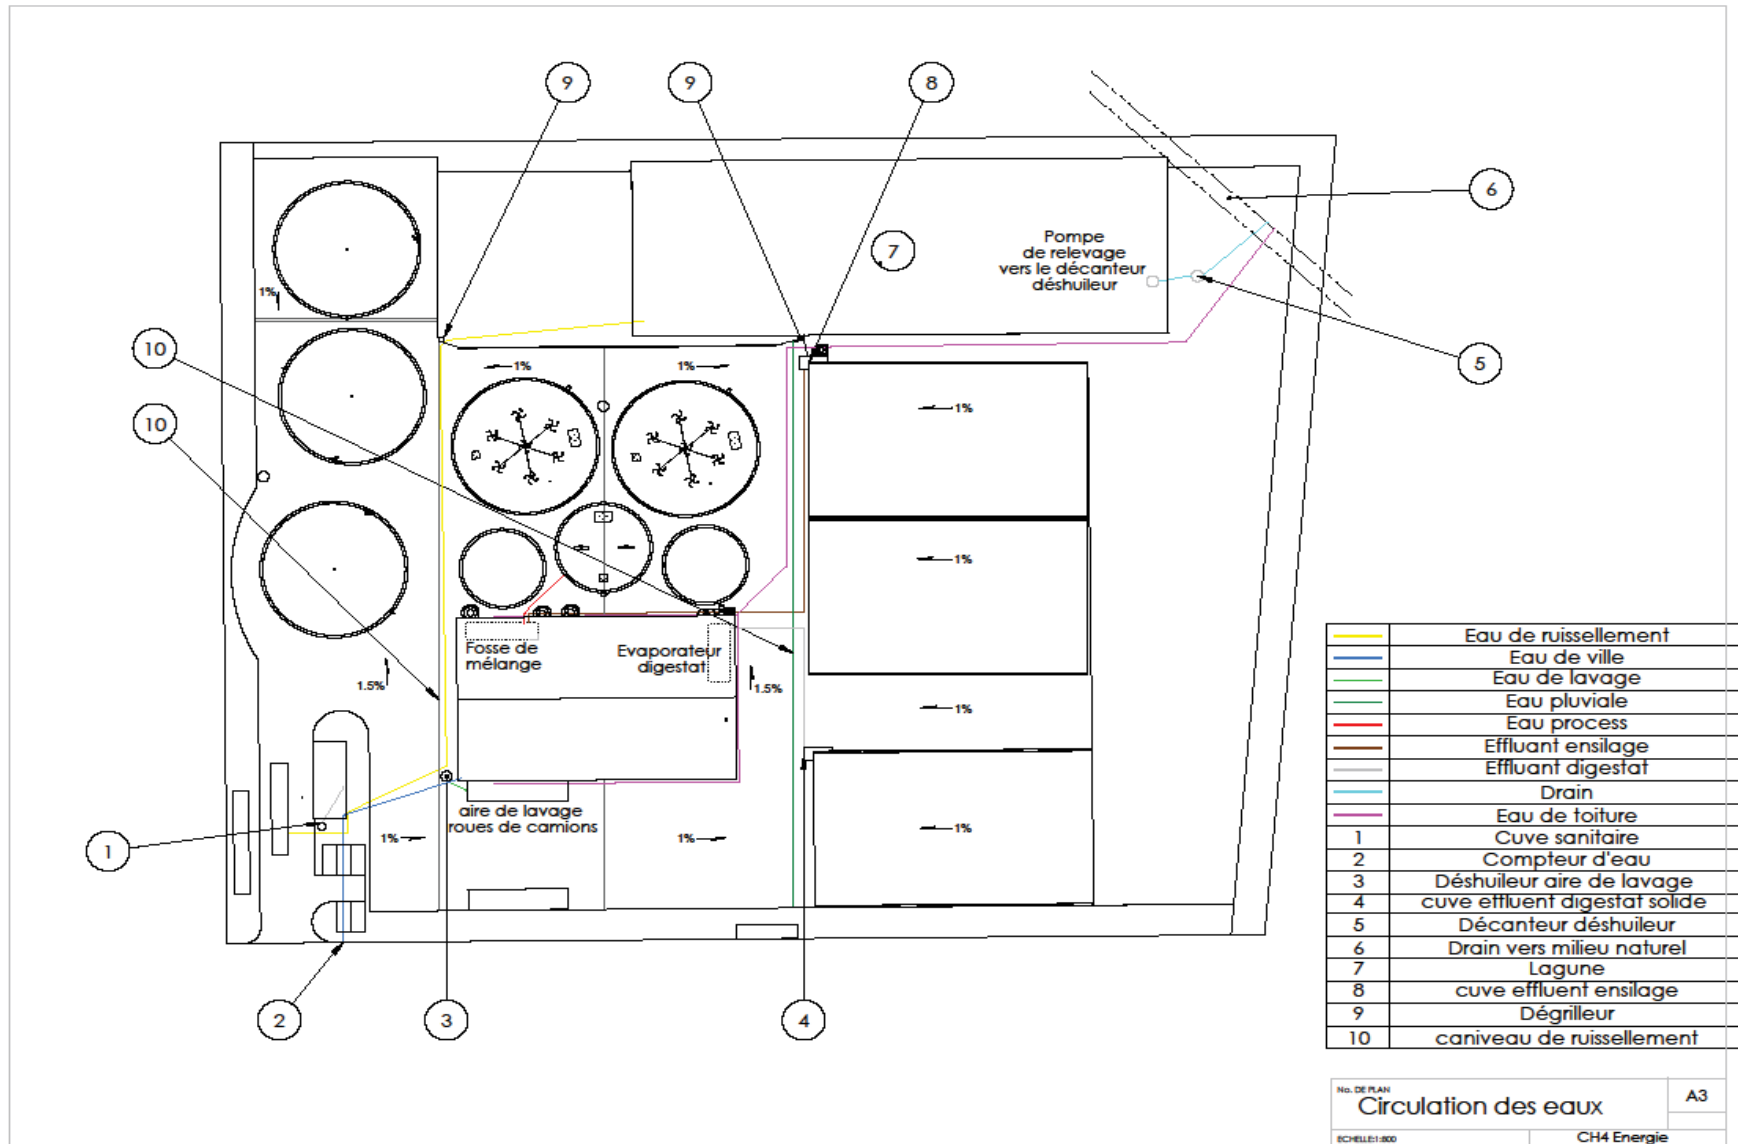 9
9
8
6
7
Pompe
de relevage
vers le décanteur
déshuileur
1%
10
5
1%
1%
1%
10
1%
Fosse de
mélange
Evaporateur
digestat
1.5%
1.5%
1%
aire de lavage
roues de camions
1%
1%
1%
1
2
3
4
Eau de ruissellement
Eau de ville
Eau de lavage
Eau pluviale
Eau process
Effluant ensilage
Effluant digestat
Drain
Eau de toiture
1 Cuve sanitaire
2 Compteur d'eau
3 Déshuileur aire de lavage
4 cuve effluent digestat solide
5 Décanteur déshuileur
6 Drain vers milieu naturel
7 Lagune
8 cuve effluent ensilage
9 Dégrilleur
10 caniveau de ruissellement
No. DE PLAN
Circulation des eaux
A3
ECHELLE:1:800
CH4 Energie